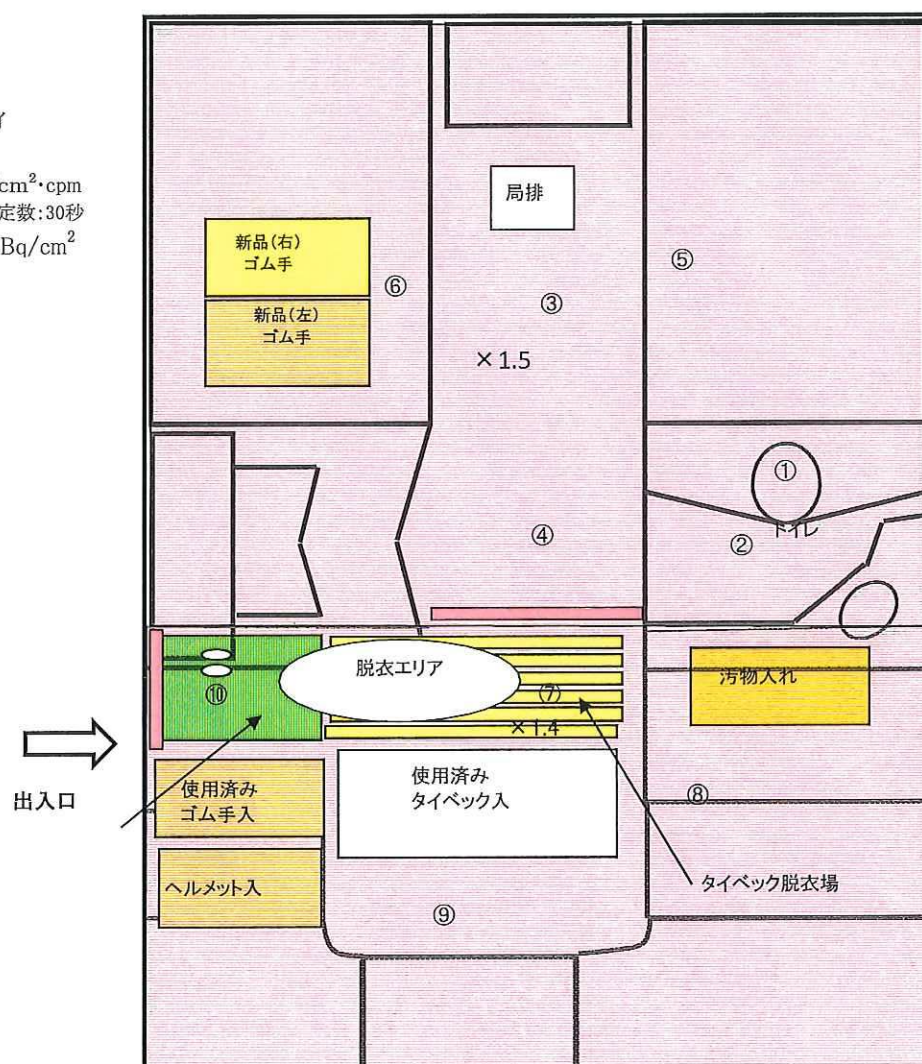 イ
cm²・cpm
定数:30秒
Bq/cm²
局排
新品(右)
ゴム手
⑤
⑥
③
新品(左)
ゴム手
×1.5
①
トイレ
④
②
脱衣エリア
汚物入れ
⑩
⑦
×1.4
出入口
使用済み
ゴム手入
使用済み
タイベック入
⑧
ヘルメット入
タイベック脱衣場
⑨